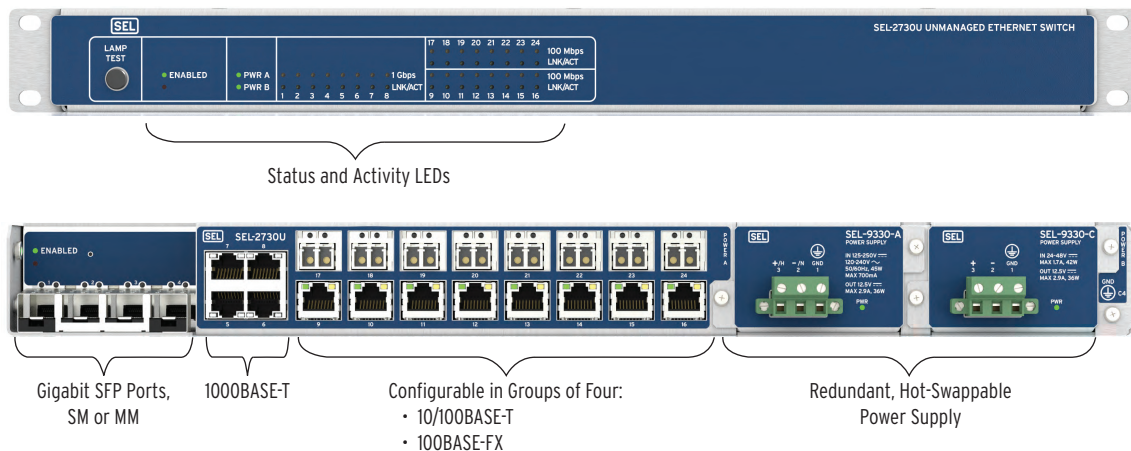 SEL
SEL-2730U UNMANAGED ETHERNET SWITCH
LAMP
TEST
ENABLED
PWR A
PWR B
1 Gbps
LNK/ACT
1 2 3 4 5 6 7 8
17 18 19 20 21 22 23 24
100 Mbps
LNK/ACT
100 Mbps
LNK/ACT
9 10 11 12 13 14 15 16
Status and Activity LEDs
ENABLED
1 2 3 4
SEL SEL-2730U
7 8
5 6
17 18 19 20 21 22 23 24
9 10 11 12 13 14 15 16
POWER A
SEL
SEL-9330-A
POWER SUPPLY
IN 125-250V ⎓
120-240V ∿
50/60Hz, 45W
MAX 700mA
OUT 12.5V ⎓
MAX 2.9A, 36W
+/H -/N GND
3 2 1
PWR
SEL
SEL-9330-C
POWER SUPPLY
IN 24-48V ⎓
MAX 1.7A, 42W
OUT 12.5V ⎓
MAX 2.9A, 36W
+ - GND
3 2 1
PWR
POWER B
GND
C4
Gigabit SFP Ports,
SM or MM
1000BASE-T
Configurable in Groups of Four:
• 10/100BASE-T
• 100BASE-FX
Redundant, Hot-Swappable
Power Supply